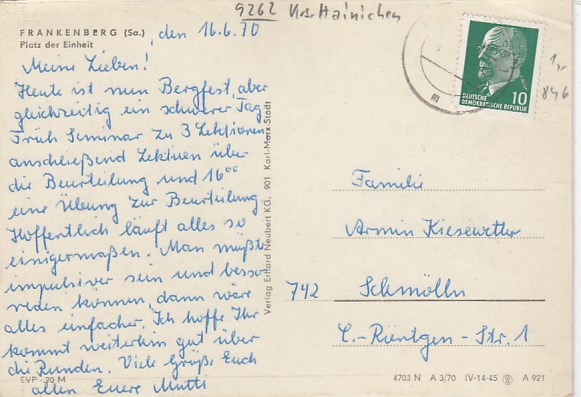 9262 Krs. Hainichen
FRANKENBERG (Sa.)
Platz der Einheit
, den 16.6.70
Meine Lieben!
Heute ist mein Bergfest, aber
gleichzeitig ein schwerer Tag.
Früh Seminar zu 3 Lektionen
anschließend Lektion über
die Beurteilung und 16⁰⁰
eine Übung zur Beurteilung.
Hoffentlich läuft alles so
einigermaßen. Man müßte
impulsiver sein und besser
reden können, dann wäre
alles einfacher. Ich hoffe Ihr
kommt weiterhin gut über
die Runden. Viele Grüße, Euch
allen Euere Mutti
EVP -20 M
Verlag Erhard Neubert KG, 901 Karl-Marx-Stadt
10
DEUTSCHE
DEMOKRATISCHE REPUBLIK
846
Familie
Armin Kiesewetter
742 Schmölln
C.-Röntgen-Str. 1
4703 N A 3/70 IV-14-45 A 921